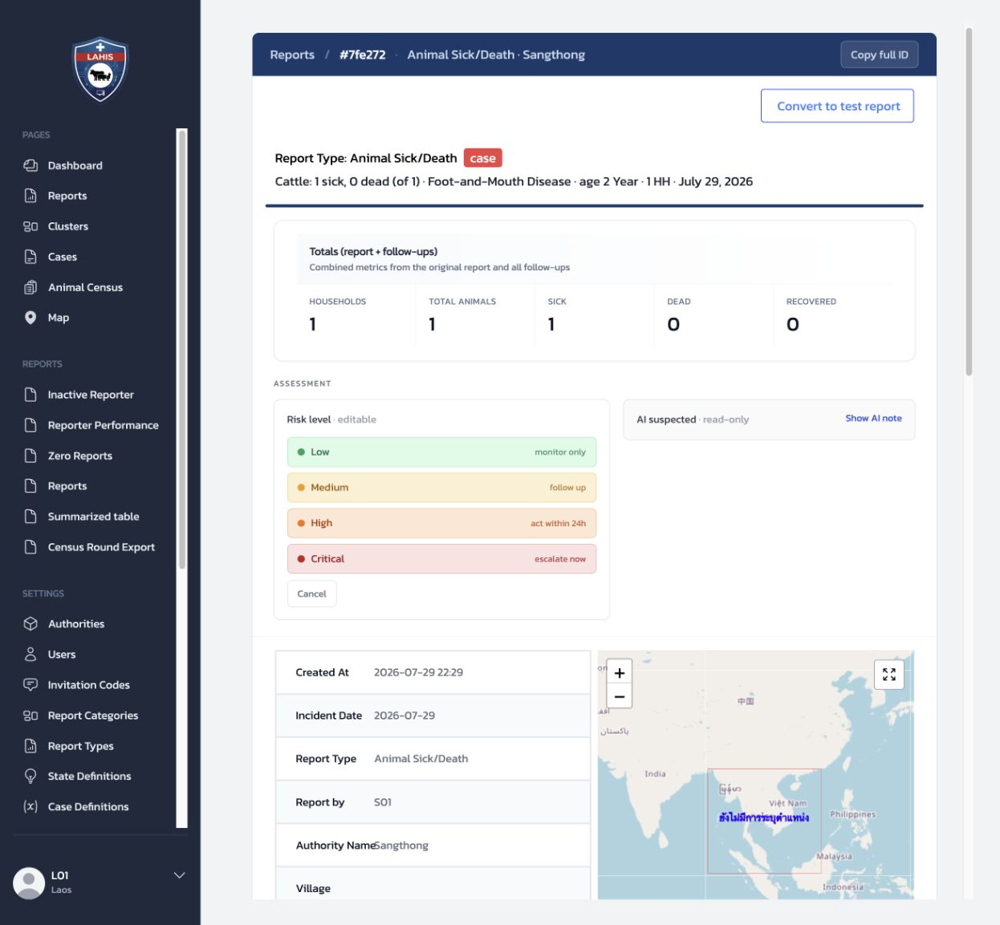 LAHIS
PAGES
Dashboard
Reports
Clusters
Cases
Animal Census
Map
REPORTS
Inactive Reporter
Reporter Performance
Zero Reports
Reports
Summarized table
Census Round Export
SETTINGS
Authorities
Users
Invitation Codes
Report Categories
Report Types
State Definitions
Case Definitions
L01
Laos
Reports / #7fe272 · Animal Sick/Death · Sangthong
Copy full ID
Convert to test report
Report Type: Animal Sick/Death case
Cattle: 1 sick, 0 dead (of 1) · Foot-and-Mouth Disease · age 2 Year · 1 HH · July 29, 2026
Totals (report + follow-ups)
Combined metrics from the original report and all follow-ups
HOUSEHOLDS TOTAL ANIMALS SICK DEAD RECOVERED
1 1 1 0 0
ASSESSMENT
Risk level · editable
Low monitor only
Medium follow up
High act within 24h
Critical escalate now
Cancel
AI suspected · read-only Show AI note
Created At 2026-07-29 22:29
Incident Date 2026-07-29
Report Type Animal Sick/Death
Report by S01
Authority Name Sangthong
Village
+
−
中国
پاکستان
India
မြန်မာ
Việt Nam
ยังไม่มีการระบุตำแหน่ง
Philippines
Malaysia
Indonesia